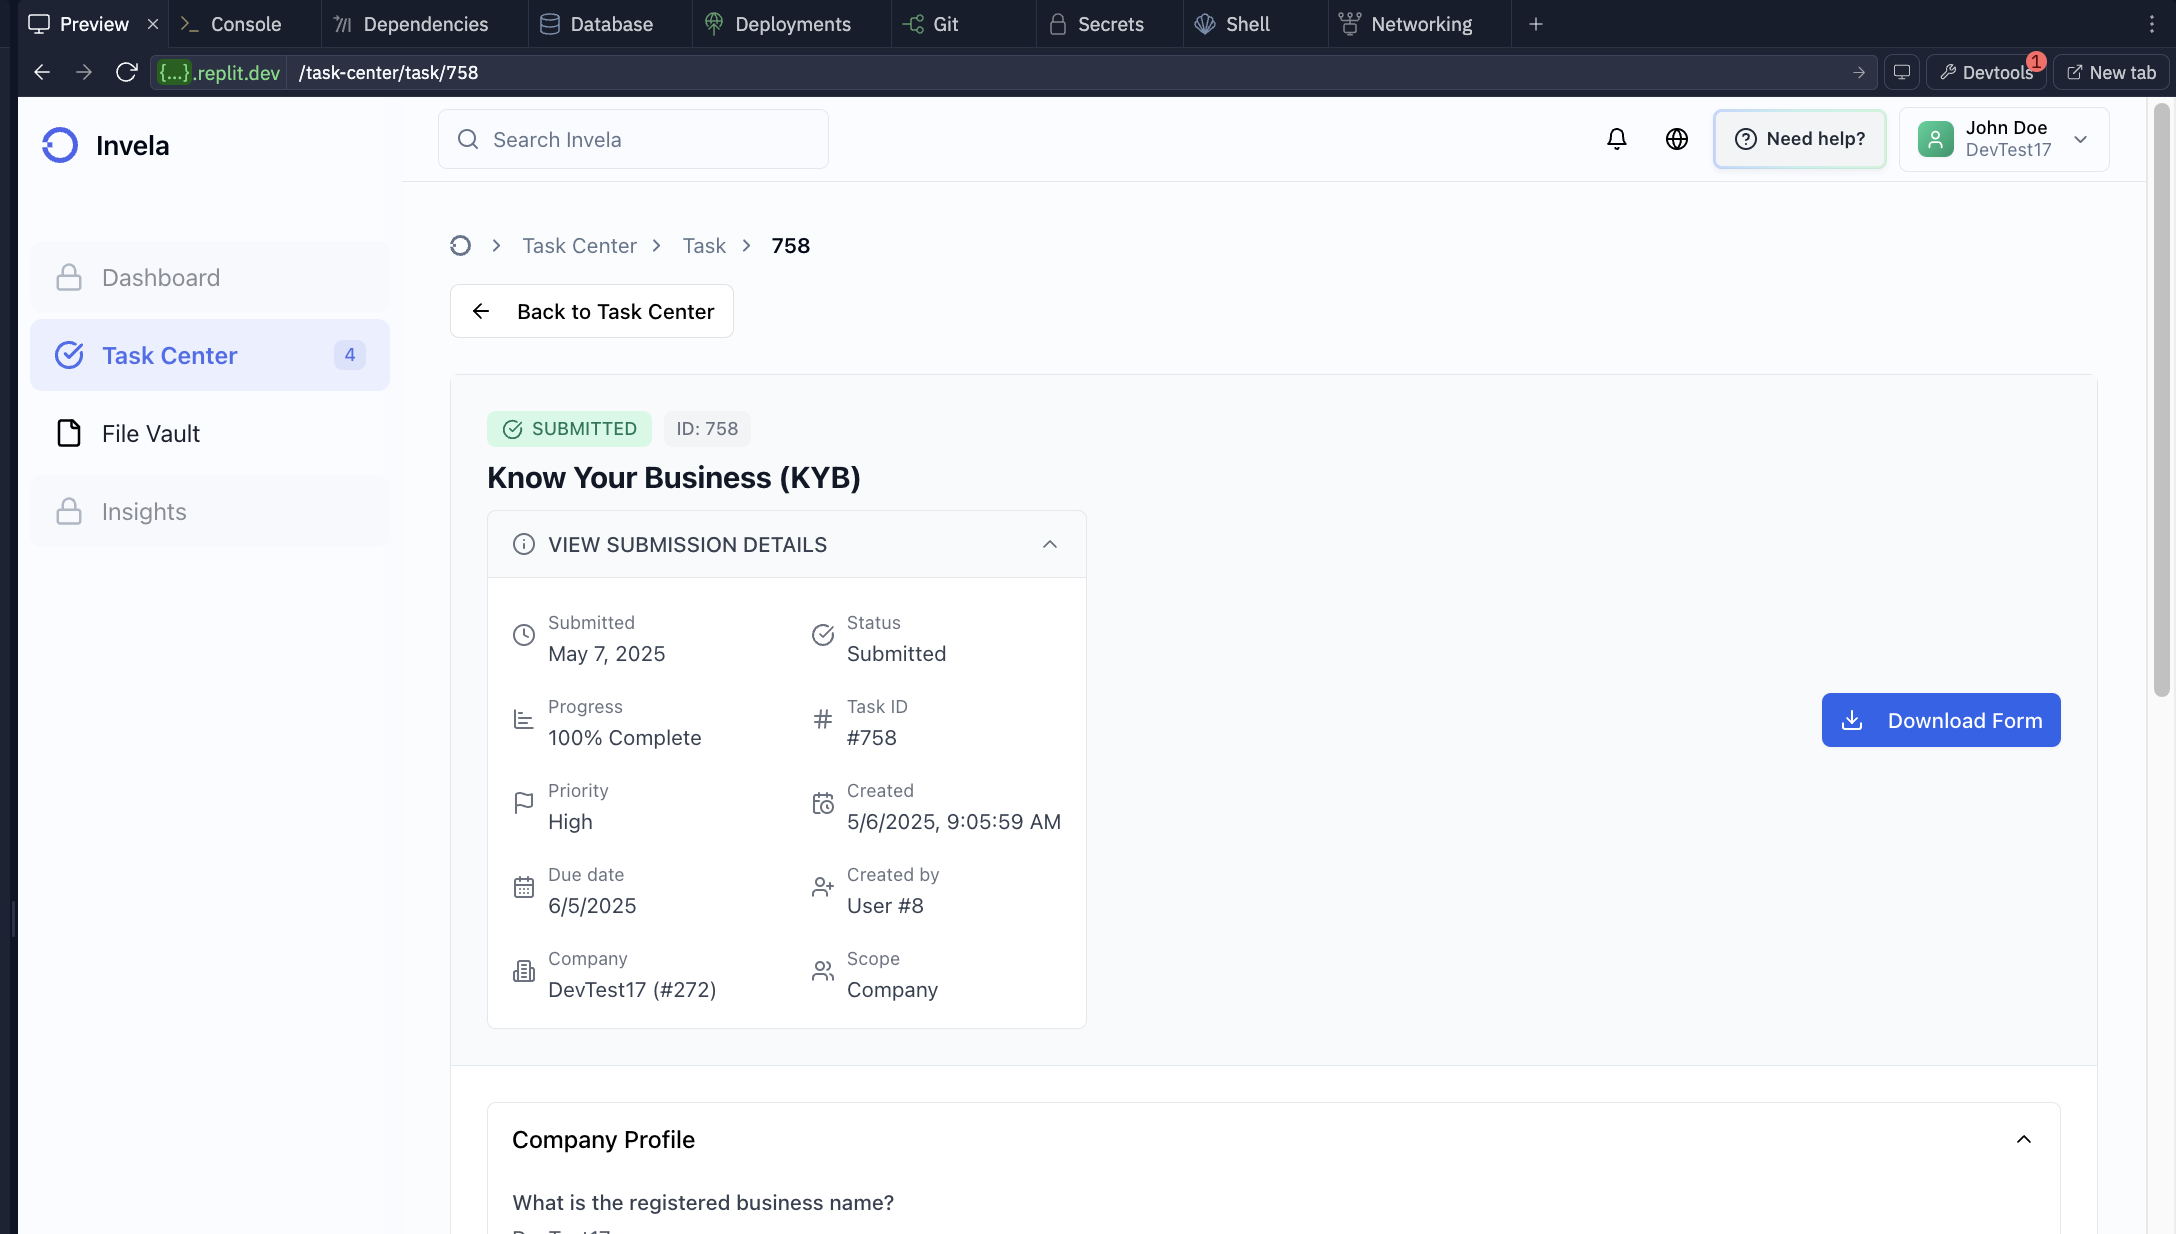 Preview
Console
Dependencies
Database
Deployments
Git
Secrets
Shell
Networking
{...}.replit.dev
/task-center/task/758
Devtools
1
New tab
Invela
Search Invela
Need help?
John Doe
DevTest17
Dashboard
Task Center
4
File Vault
Insights
Task Center
Task
758
Back to Task Center
SUBMITTED
ID: 758
Know Your Business (KYB)
VIEW SUBMISSION DETAILS
Submitted
May 7, 2025
Status
Submitted
Progress
100% Complete
Task ID
#758
Priority
High
Created
5/6/2025, 9:05:59 AM
Due date
6/5/2025
Created by
User #8
Company
DevTest17 (#272)
Scope
Company
Download Form
Company Profile
What is the registered business name?